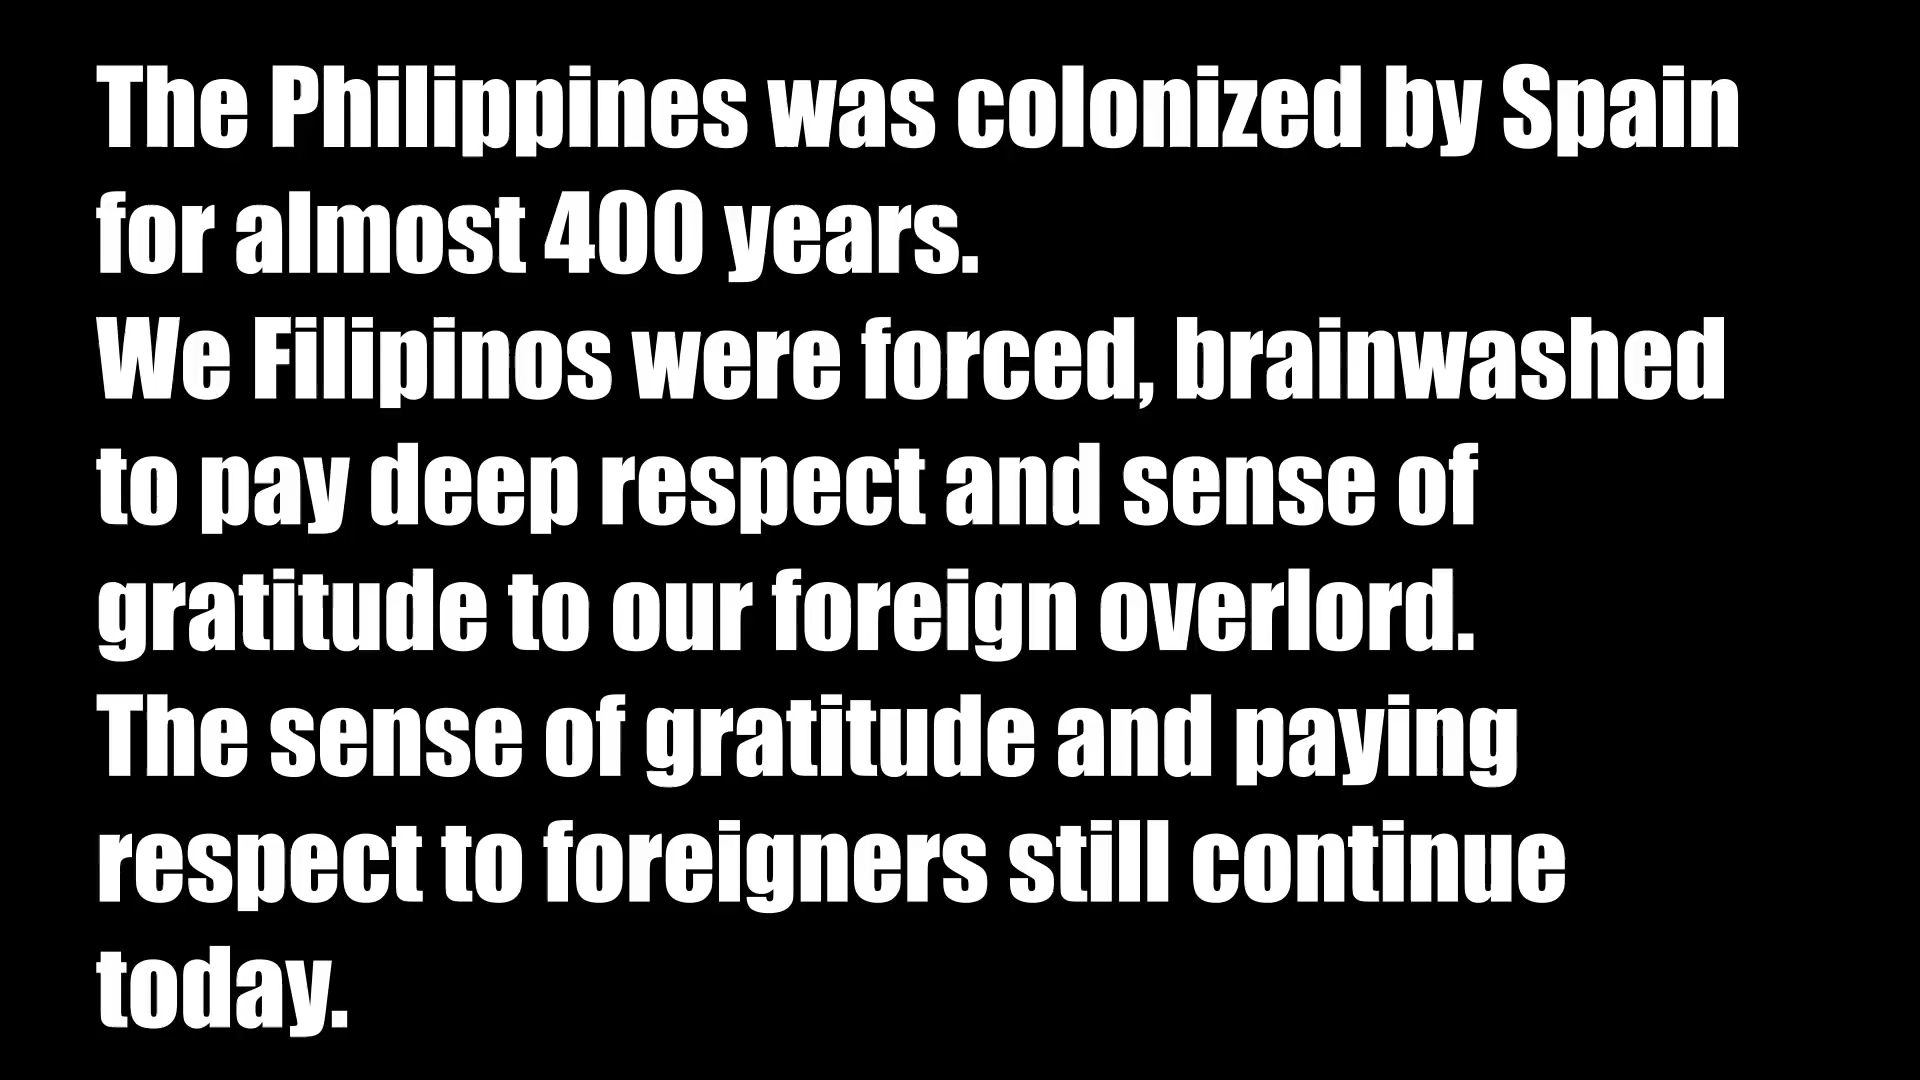 The Philippines was colonized by Spain
for almost 400 years.
We Filipinos were forced, brainwashed
to pay deep respect and sense of
gratitude to our foreign overlord.
The sense of gratitude and paying
respect to foreigners still continue
today.